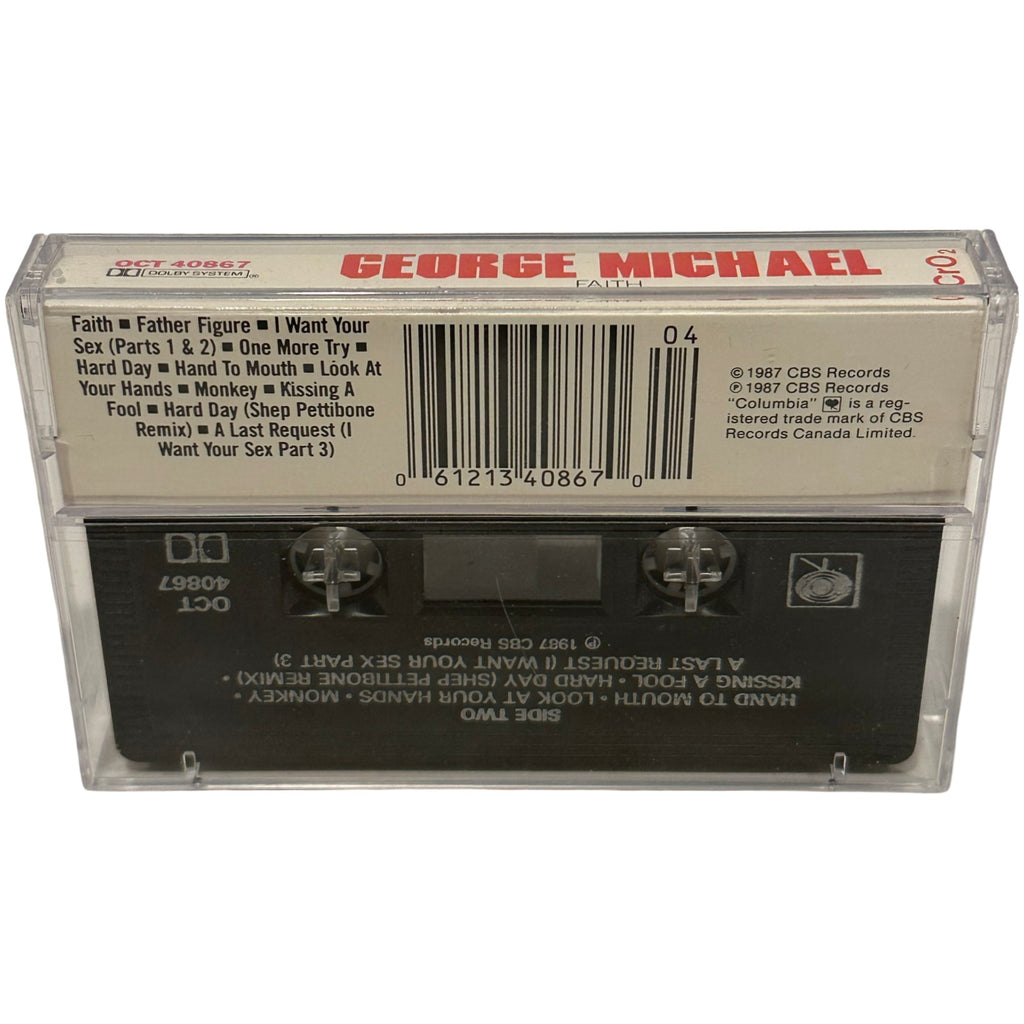 OCT 40867
DOLBY SYSTEM ®
GEORGE MICHAEL
FAITH
CrO₂
Faith ■ Father Figure ■ I Want Your
Sex (Parts 1 & 2) ■ One More Try ■
Hard Day ■ Hand To Mouth ■ Look At
Your Hands ■ Monkey ■ Kissing A
Fool ■ Hard Day (Shep Pettibone
Remix) ■ A Last Request (I
Want Your Sex Part 3)
04
0 61213 40867 0
© 1987 CBS Records
℗ 1987 CBS Records
"Columbia" is a reg-
istered trade mark of CBS
Records Canada Limited.
SIDE TWO
HAND TO MOUTH • LOOK AT YOUR HANDS • MONKEY •
KISSING A FOOL • HARD DAY (SHEP PETTIBONE REMIX) •
A LAST REQUEST (I WANT YOUR SEX PART 3)
℗ 1987 CBS Records
OCT
40867